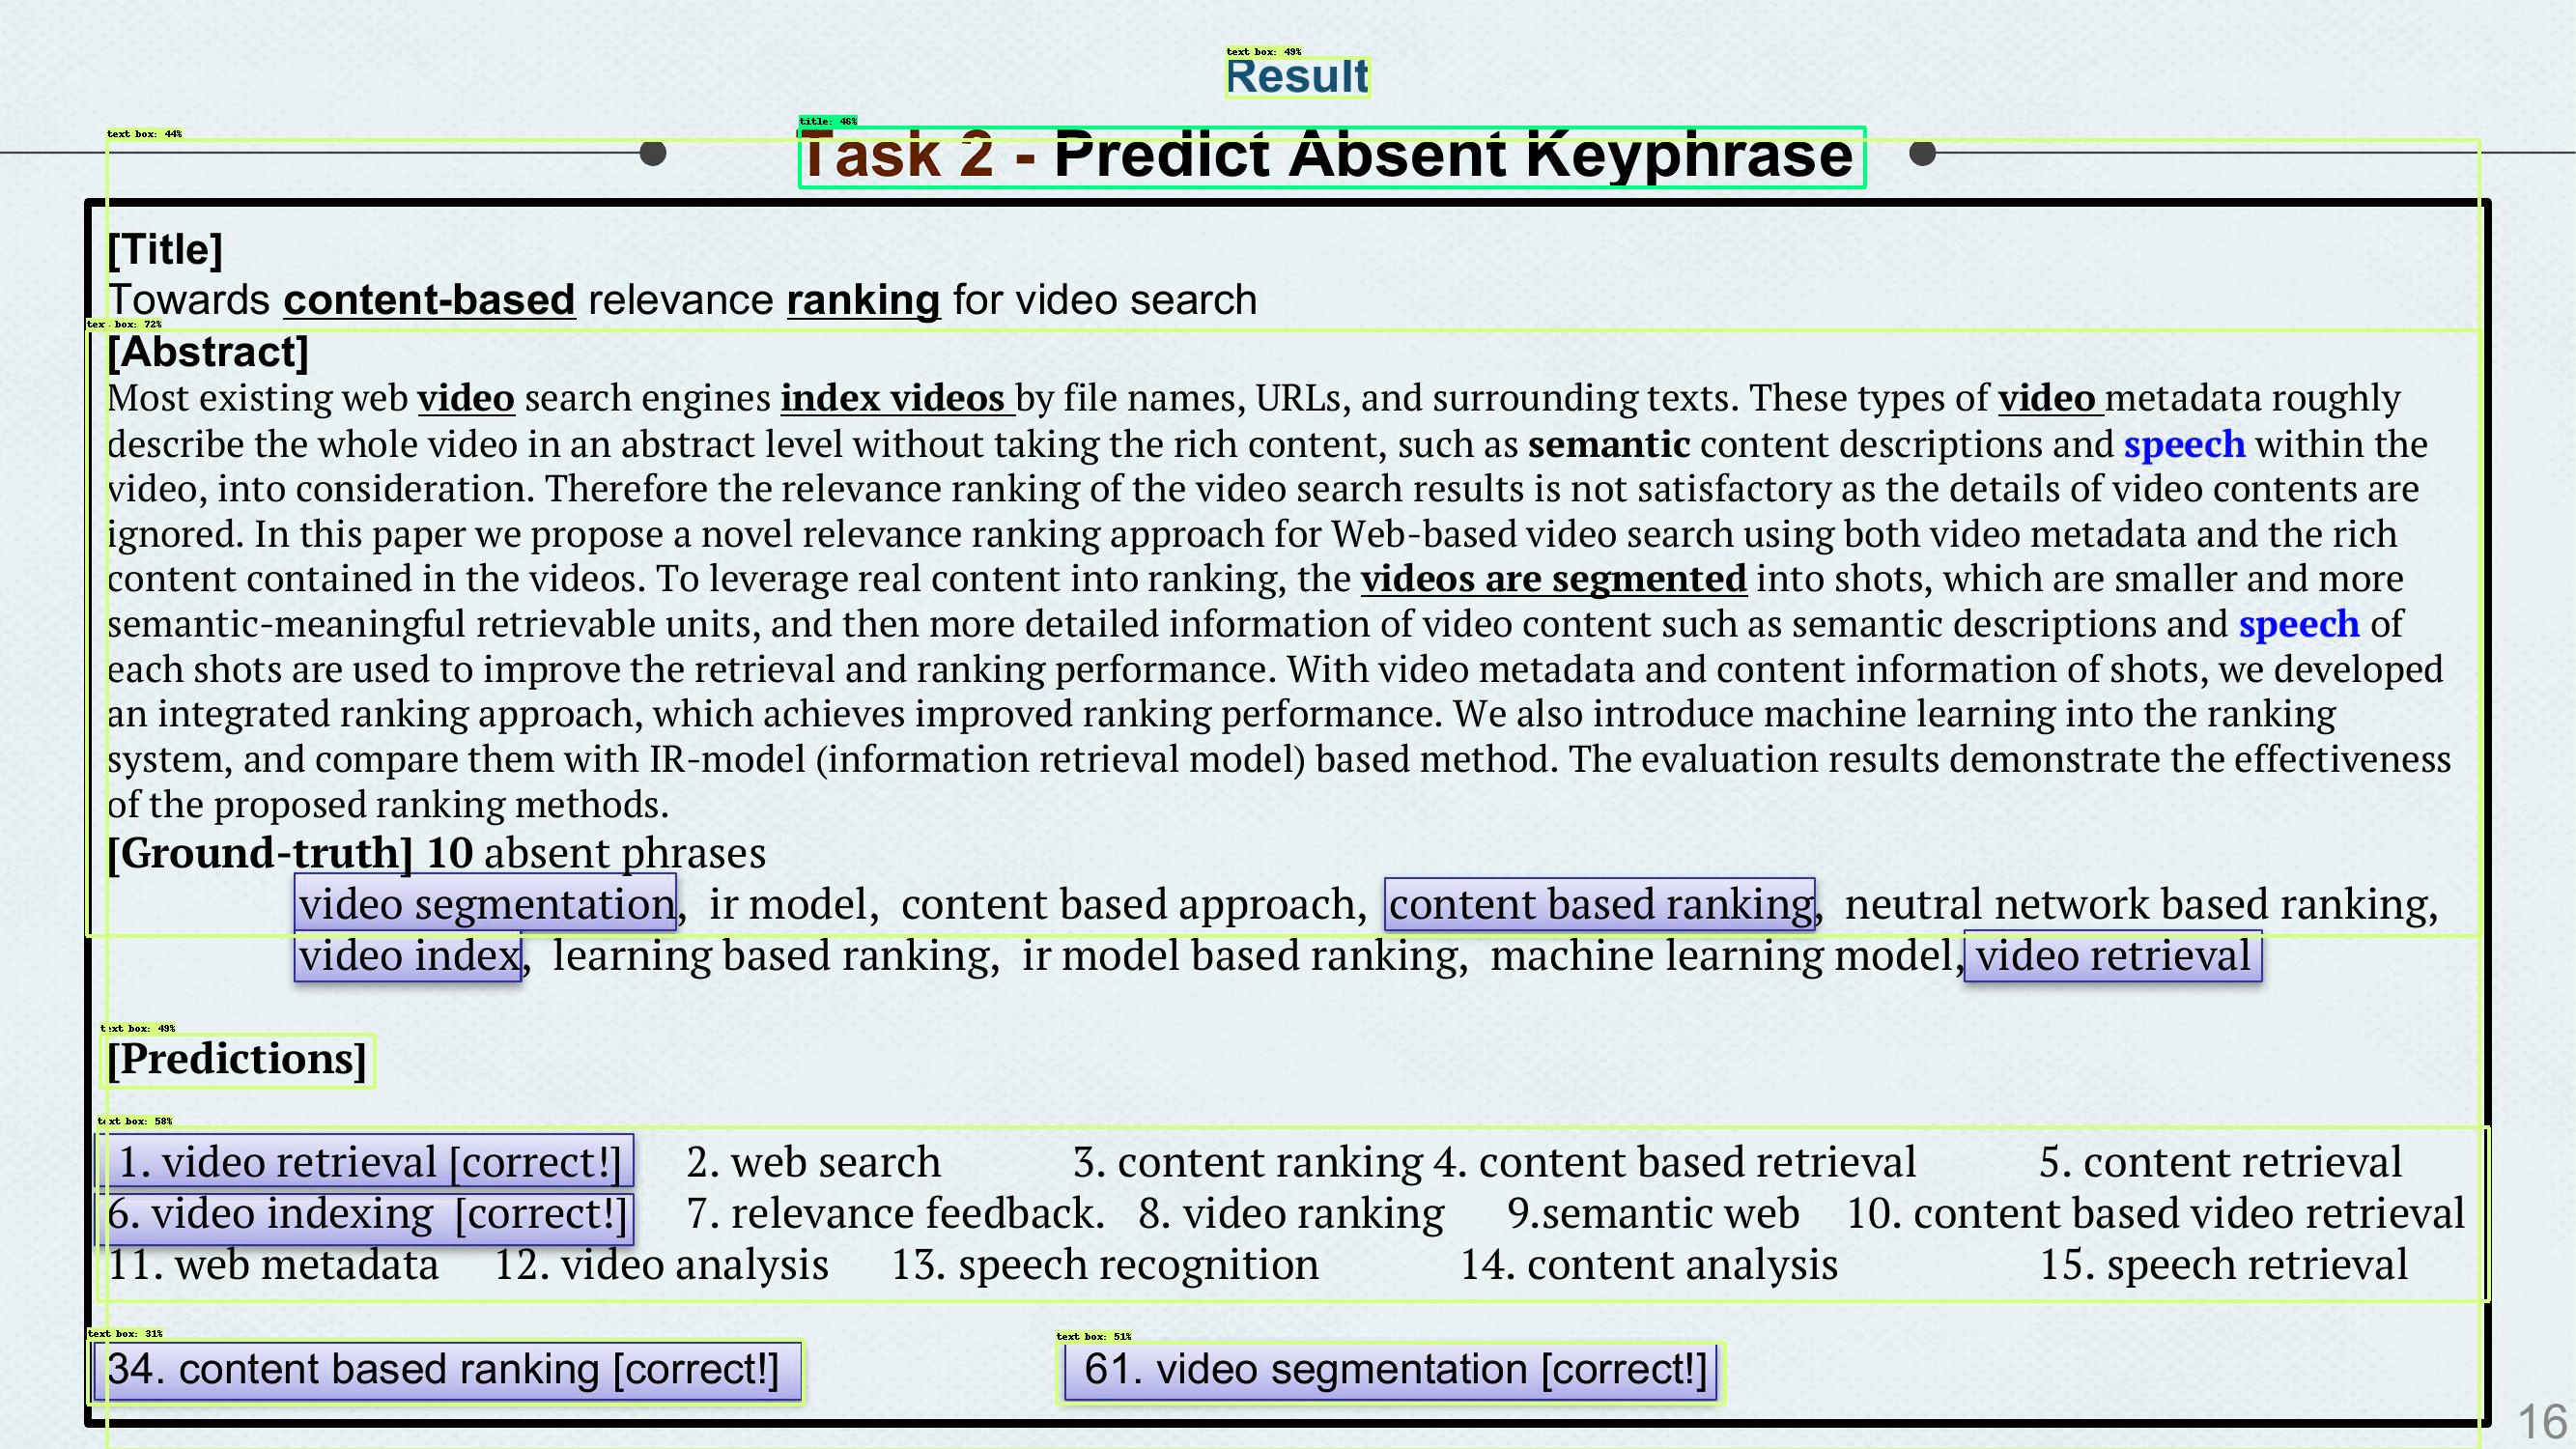 text box: 49%
Result
text box: 44%
title: 46%
Task 2 - Predict Absent Keyphrase
[Title]
Towards content-based relevance ranking for video search
text box: 72%
[Abstract]
Most existing web video search engines index videos by file names, URLs, and surrounding texts. These types of video metadata roughly
describe the whole video in an abstract level without taking the rich content, such as semantic content descriptions and speech within the
video, into consideration. Therefore the relevance ranking of the video search results is not satisfactory as the details of video contents are
ignored. In this paper we propose a novel relevance ranking approach for Web-based video search using both video metadata and the rich
content contained in the videos. To leverage real content into ranking, the videos are segmented into shots, which are smaller and more
semantic-meaningful retrievable units, and then more detailed information of video content such as semantic descriptions and speech of
each shots are used to improve the retrieval and ranking performance. With video metadata and content information of shots, we developed
an integrated ranking approach, which achieves improved ranking performance. We also introduce machine learning into the ranking
system, and compare them with IR-model (information retrieval model) based method. The evaluation results demonstrate the effectiveness
of the proposed ranking methods.
[Ground-truth] 10 absent phrases
video segmentation, ir model, content based approach, content based ranking, neutral network based ranking,
video index, learning based ranking, ir model based ranking, machine learning model, video retrieval
text box: 49%
[Predictions]
text box: 58%
1. video retrieval [correct!] 2. web search 3. content ranking 4. content based retrieval 5. content retrieval
6. video indexing [correct!] 7. relevance feedback. 8. video ranking 9.semantic web 10. content based video retrieval
11. web metadata 12. video analysis 13. speech recognition 14. content analysis 15. speech retrieval
text box: 31%
text box: 51%
34. content based ranking [correct!] 61. video segmentation [correct!]
16